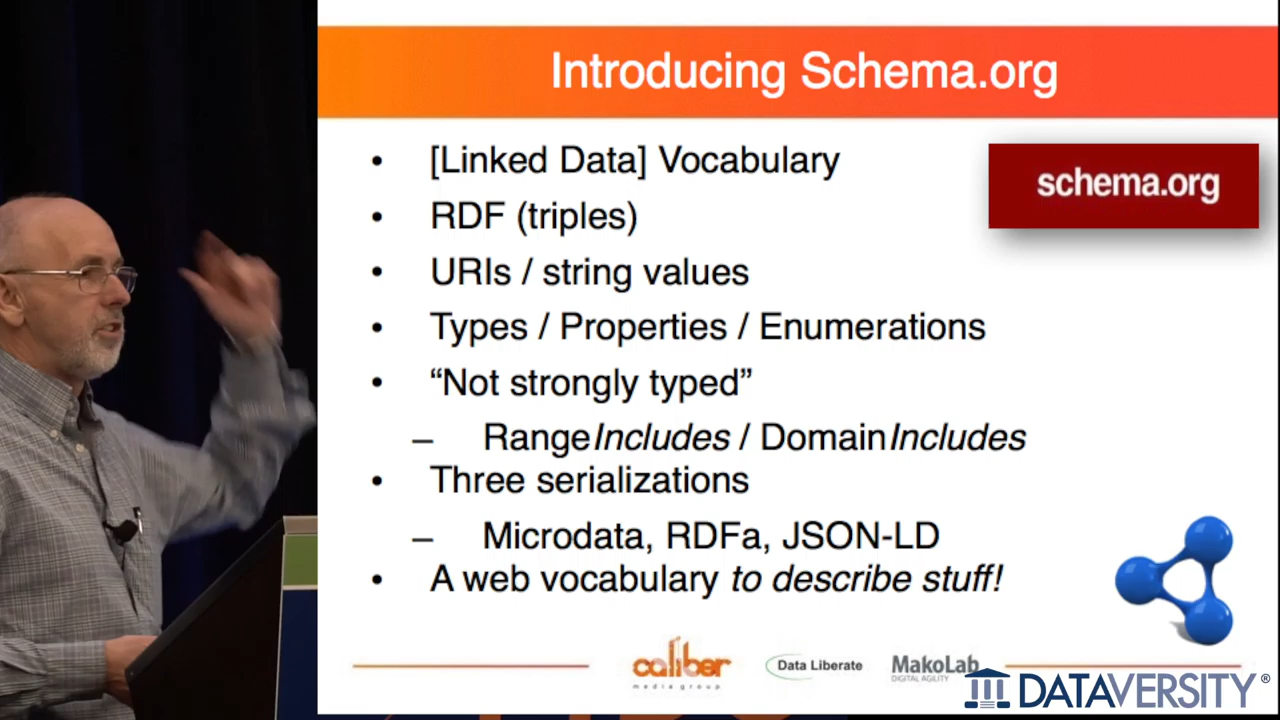 Introducing Schema.org
• [Linked Data] Vocabulary
schema.org
• RDF (triples)
• URIs / string values
• Types / Properties / Enumerations
• “Not strongly typed”
– RangeIncludes / DomainIncludes
• Three serializations
– Microdata, RDFa, JSON-LD
• A web vocabulary to describe stuff!
caliber
media group
Data Liberate
MakoLab
DIGITAL AGILITY
DATAVERSITY®